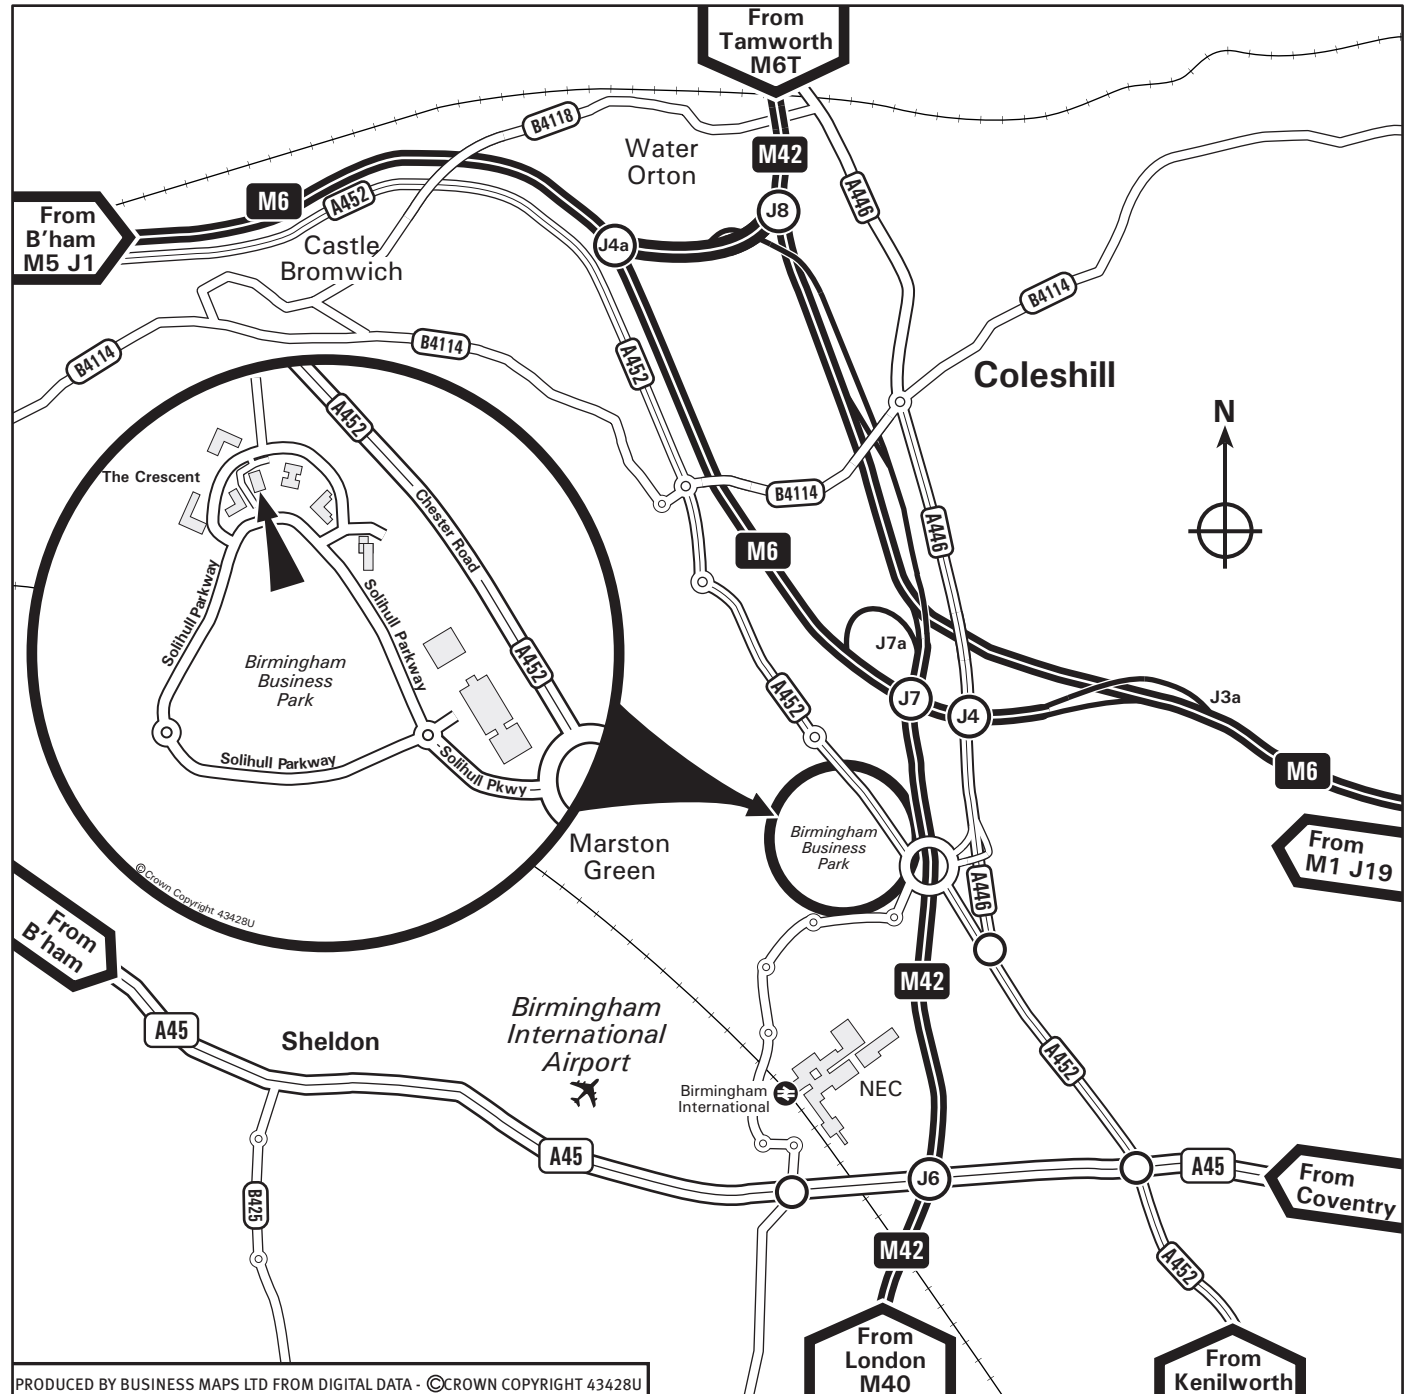 From
Tamworth
M6T
B4118
Water
Orton
M42
A446
M6
A452
J8
From
B'ham
M5 J1
Castle
Bromwich
J4a
B4114
B4114
B4114
A452
Coleshill
N
A452
The Crescent
Chester Road
B4114
A446
M6
Solihull Parkway
Solihull Parkway
Birmingham
Business
Park
A452
J7a
A452
J7
J4
J3a
Solihull Parkway
Solihull Pkwy
M6
Marston
Green
Birmingham
Business
Park
From
M1 J19
©Crown Copyright 43428U
A446
From
B'ham
M42
A45
Sheldon
Birmingham
International
Airport
A452
Birmingham
International
NEC
A45
J6
A45
From
Coventry
B425
M42
A452
From
London
M40
From
Kenilworth
PRODUCED BY BUSINESS MAPS LTD FROM DIGITAL DATA - ©CROWN COPYRIGHT 43428U